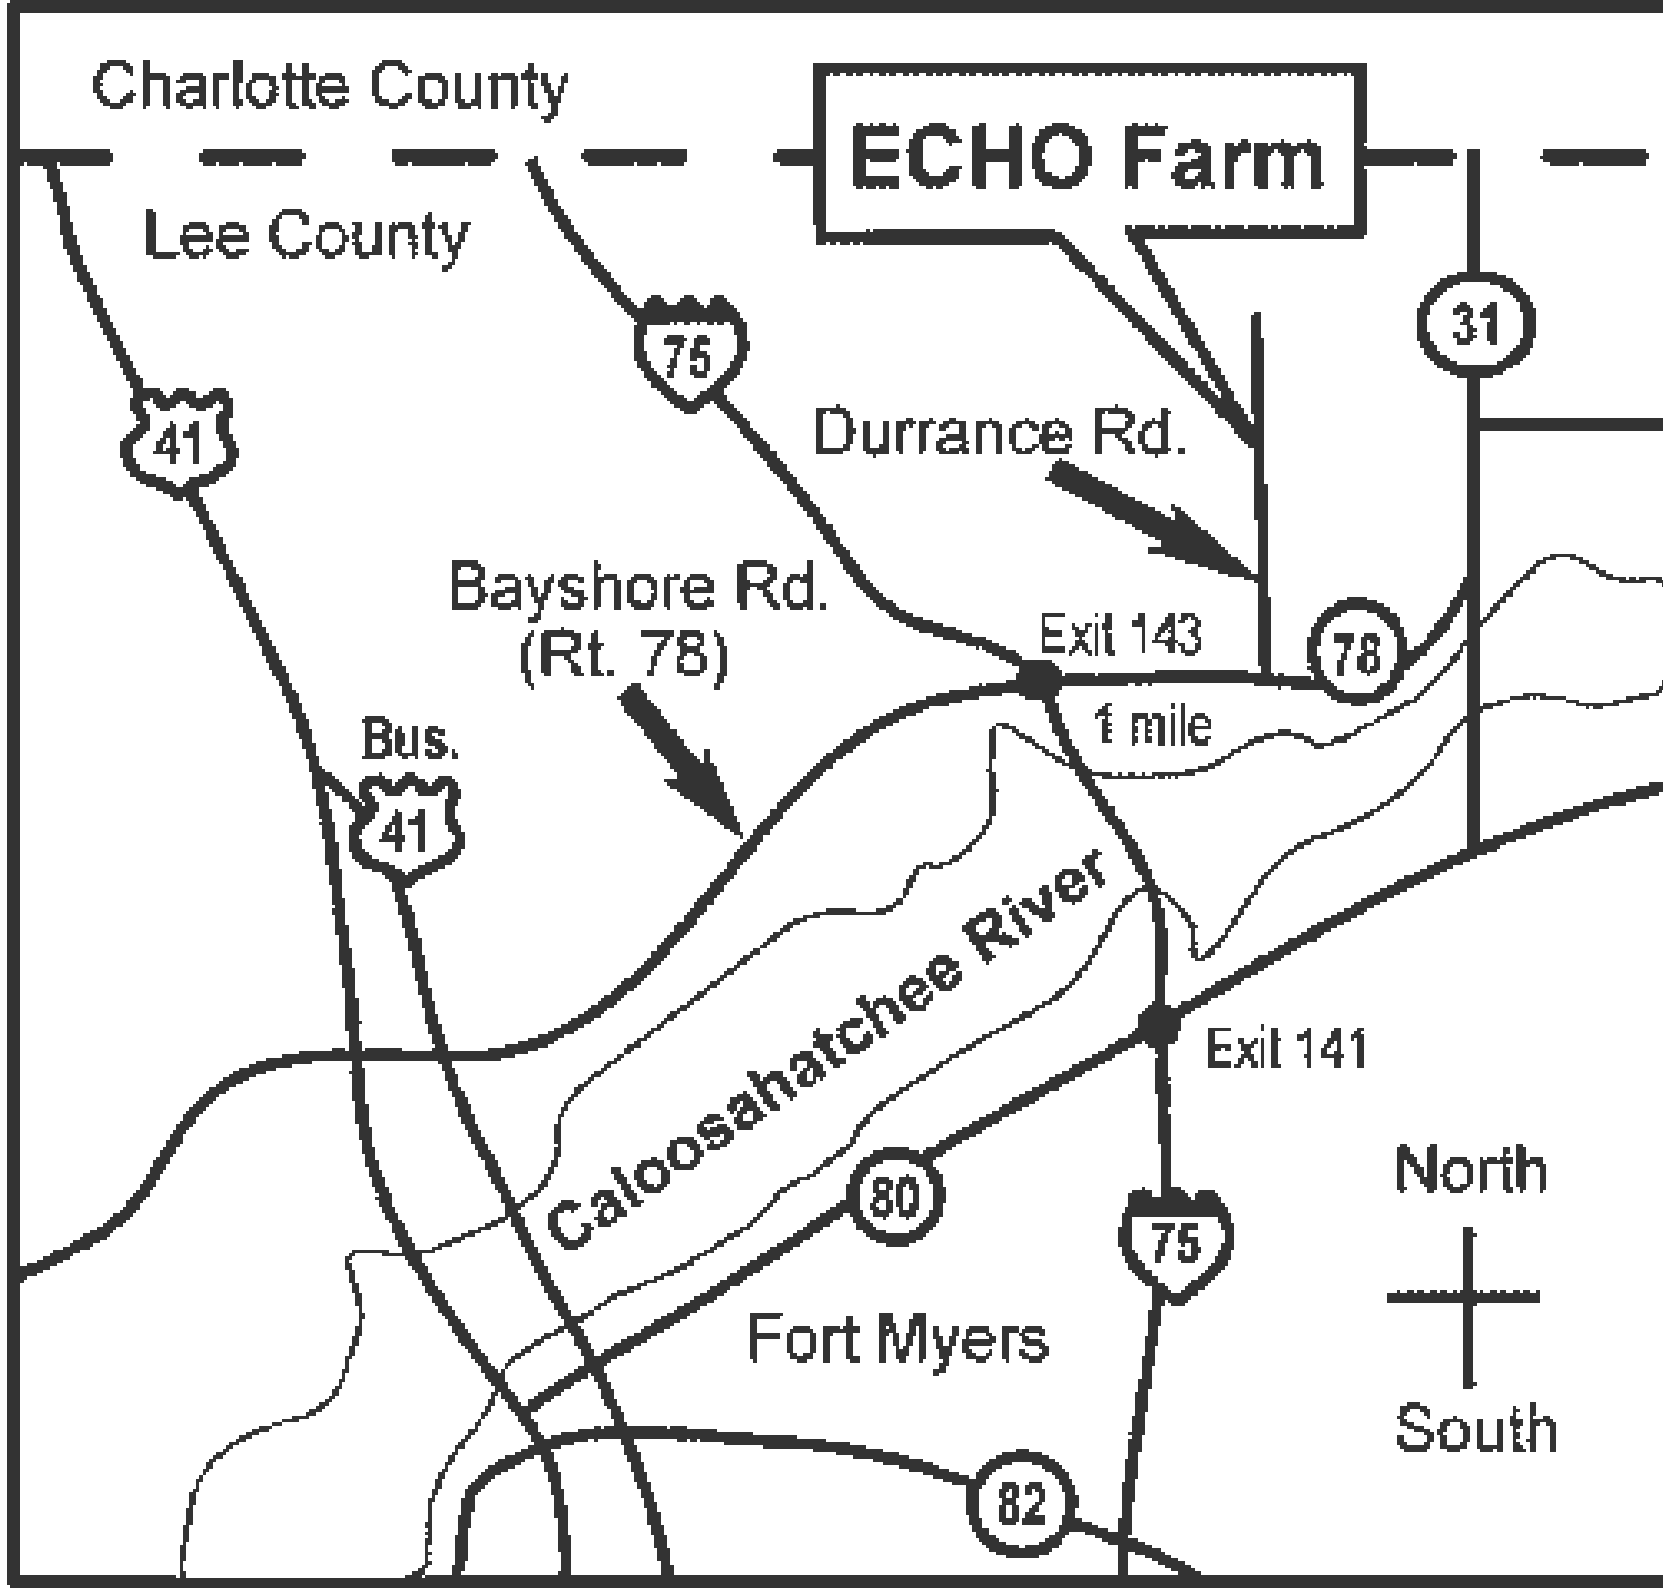 Charlotte County
ECHO Farm
Lee County
31
75
41
Durrance Rd.
Bayshore Rd.
(Rt. 78)
Exit 143
78
1 mile
Bus.
41
Caloosahatchee River
Exit 141
North
80
75
Fort Myers
South
82